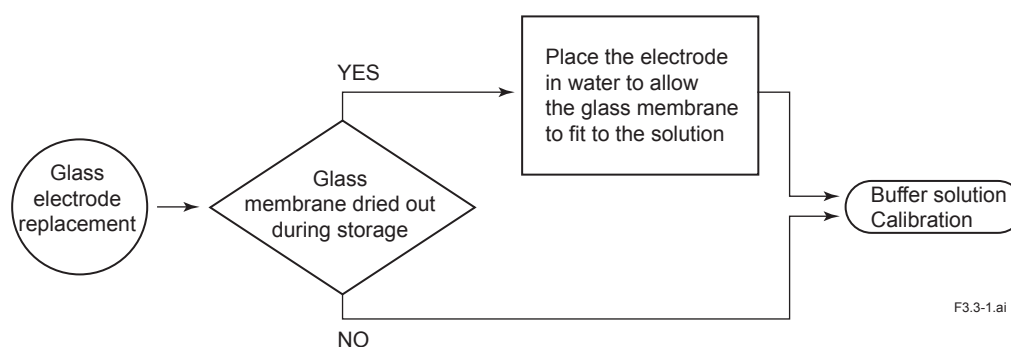 Glass
electrode
replacement
Glass
membrane dried out
during storage
YES
Place the electrode
in water to allow
the glass membrane
to fit to the solution
NO
Buffer solution
Calibration
F3.3-1.ai